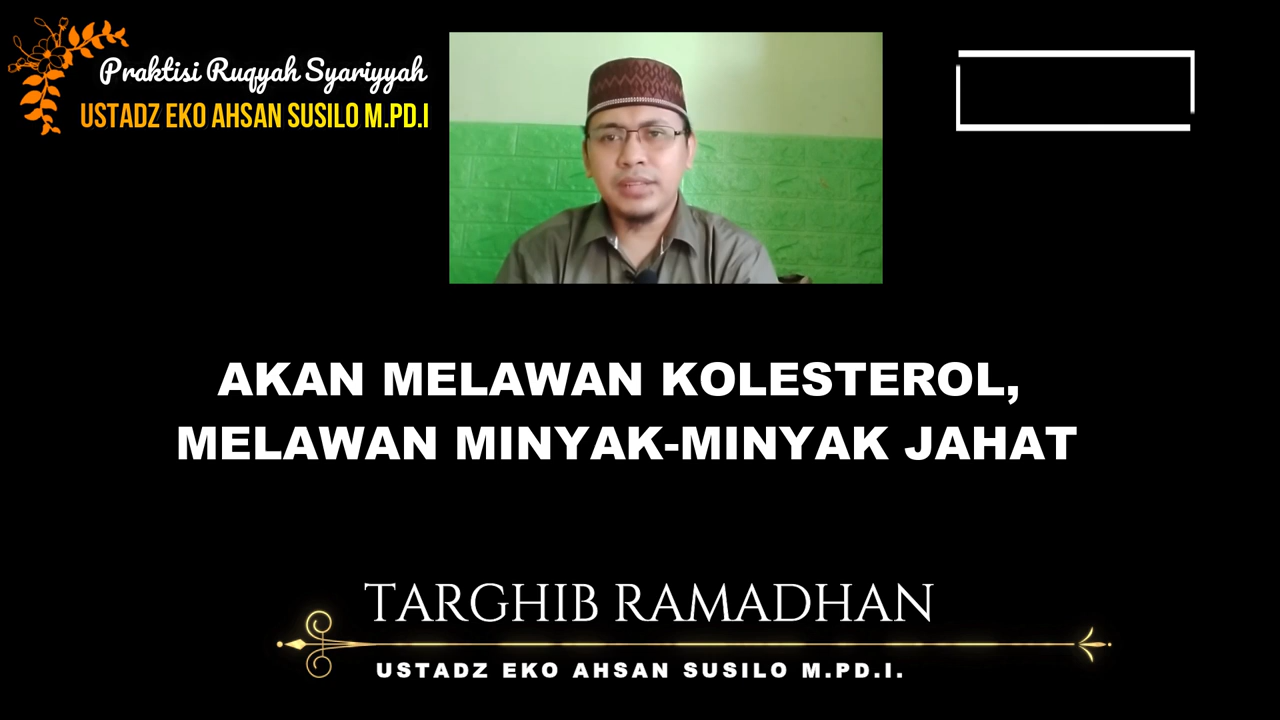 Praktisi Ruqyah Syariyyah
USTADZ EKO AHSAN SUSILO M.PD.I
AKAN MELAWAN KOLESTEROL,
MELAWAN MINYAK-MINYAK JAHAT
TARGHIB RAMADHAN
USTADZ EKO AHSAN SUSILO M.PD.I.